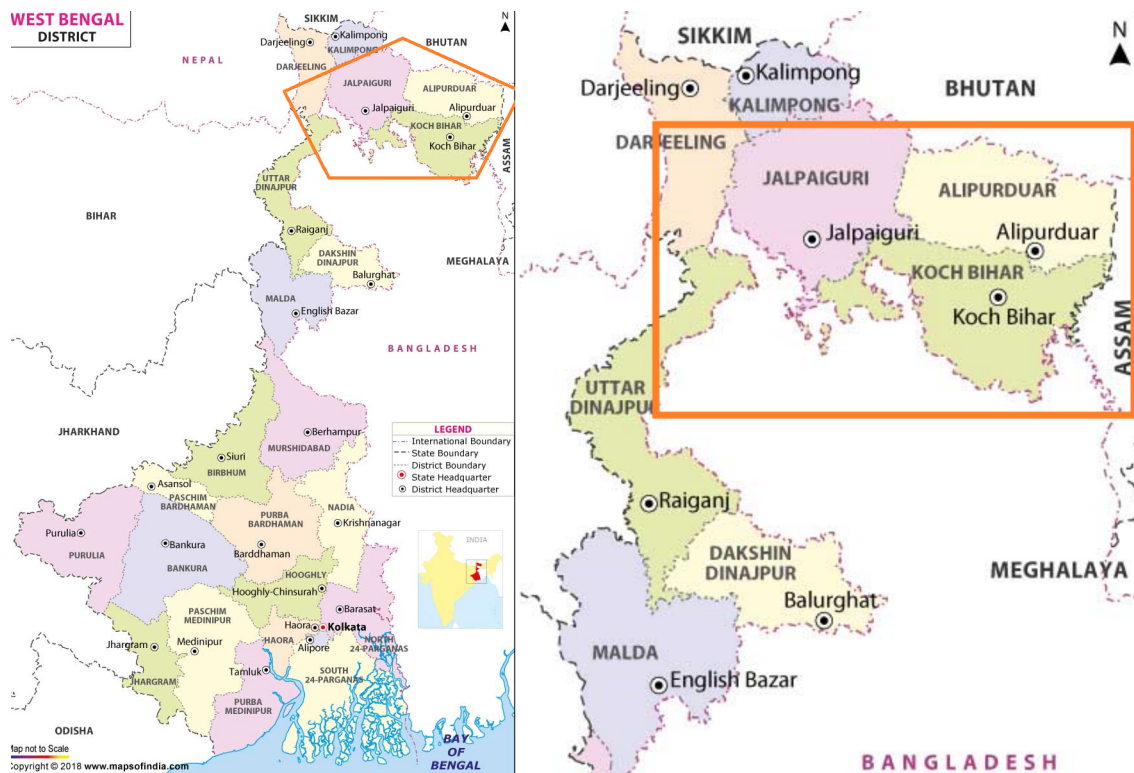 WEST BENGAL
DISTRICT
SIKKIM
N
Kalimpong
Darjeeling
KALIMPONG
BHUTAN
NEPAL
DARJEELING
JALPAIGURI
ALIPURDUAR
Jalpaiguri
Alipurduar
KOCH BIHAR
Koch Bihar
ASSAM
UTTAR
DINAJPUR
BIHAR
Raiganj
DAKSHIN
DINAJPUR
MEGHALAYA
Balurghat
MALDA
English Bazar
BANGLADESH
JHARKHAND
LEGEND
International Boundary
State Boundary
District Boundary
State Headquarter
District Headquarter
Berhampur
MURSHIDABAD
Siuri
BIRBHUM
Asansol
PASCHIM
BARDHAMAN
PURBA
BARDHAMAN
NADIA
Krishnanagar
Purulia
PURULIA
Bankura
BANKURA
Barddhaman
INDIA
HOOGHLY
Hooghly-Chinsurah
PASCHIM
MEDINIPUR
Barasat
Haora
Kolkata
Jhargram
Medinipur
HAORA
Alipore
NORTH
24-PARGANAS
Tamluk
SOUTH
24-PARGANAS
JHARGRAM
PURBA
MEDINIPUR
ODISHA
BAY
OF
BENGAL
Map not to Scale
Copyright © 2018 www.mapsofindia.com
SIKKIM
N
Kalimpong
Darjeeling
KALIMPONG
BHUTAN
DARJEELING
JALPAIGURI
ALIPURDUAR
Jalpaiguri
Alipurduar
KOCH BIHAR
Koch Bihar
ASSAM
UTTAR
DINAJPUR
Raiganj
DAKSHIN
DINAJPUR
MEGHALAYA
Balurghat
MALDA
English Bazar
BANGLADESH